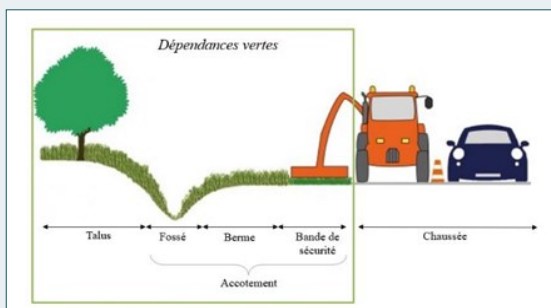 Dépendances vertes
Talus
Fossé
Berme
Bande de
sécurité
Chaussée
Accotement